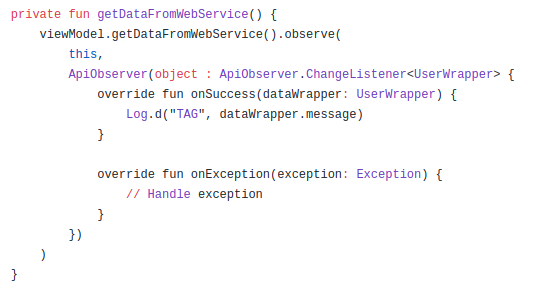 private fun getDataFromWebService() {
    viewModel.getDataFromWebService().observe(
        this,
        ApiObserver(object : ApiObserver.ChangeListener<UserWrapper> {
            override fun onSuccess(dataWrapper: UserWrapper) {
                Log.d("TAG", dataWrapper.message)
            }

            override fun onException(exception: Exception) {
                // Handle exception
            }
        })
    )
}